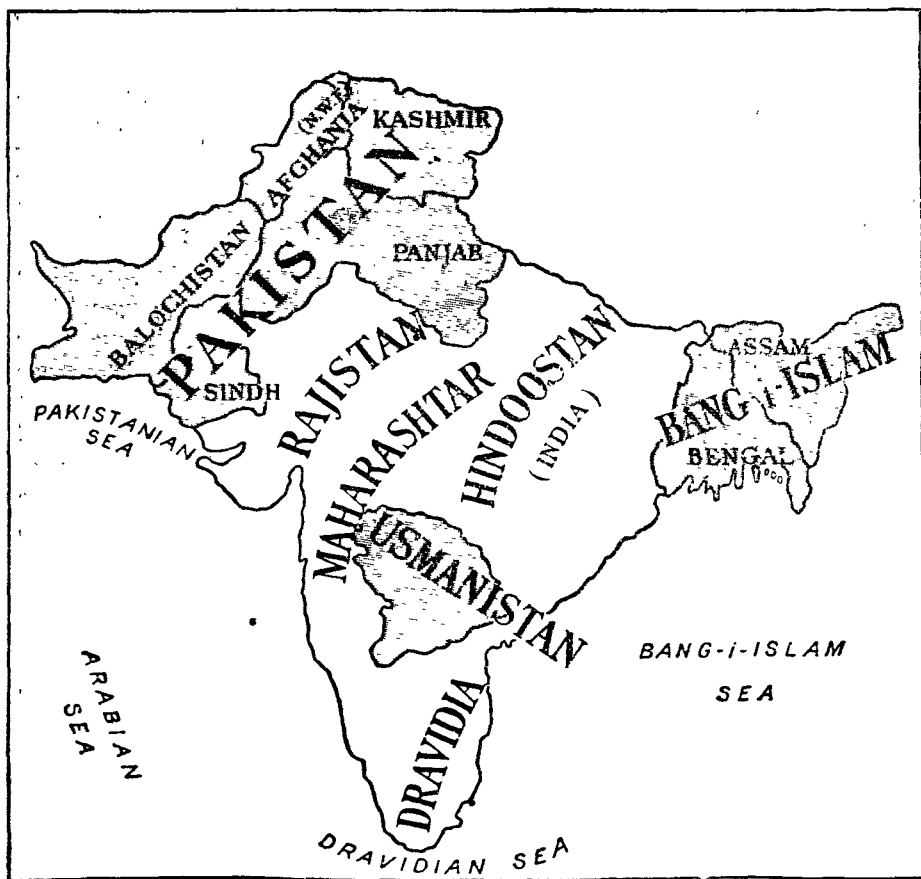 (N.W.F)
AFGHANIA
KASHMIR
PAKISTAN
PANJAB
BALOCHISTAN
SINDH
PAKISTANIAN
SEA
RAJISTAN
MAHARASHTAR
HINDOOSTAN
(INDIA)
ASSAM
BANG-i-ISLAM
BENGAL
USMANISTAN
BANG-i-ISLAM
SEA
ARABIAN
SEA
DRAVIDIA
DRAVIDIAN SEA